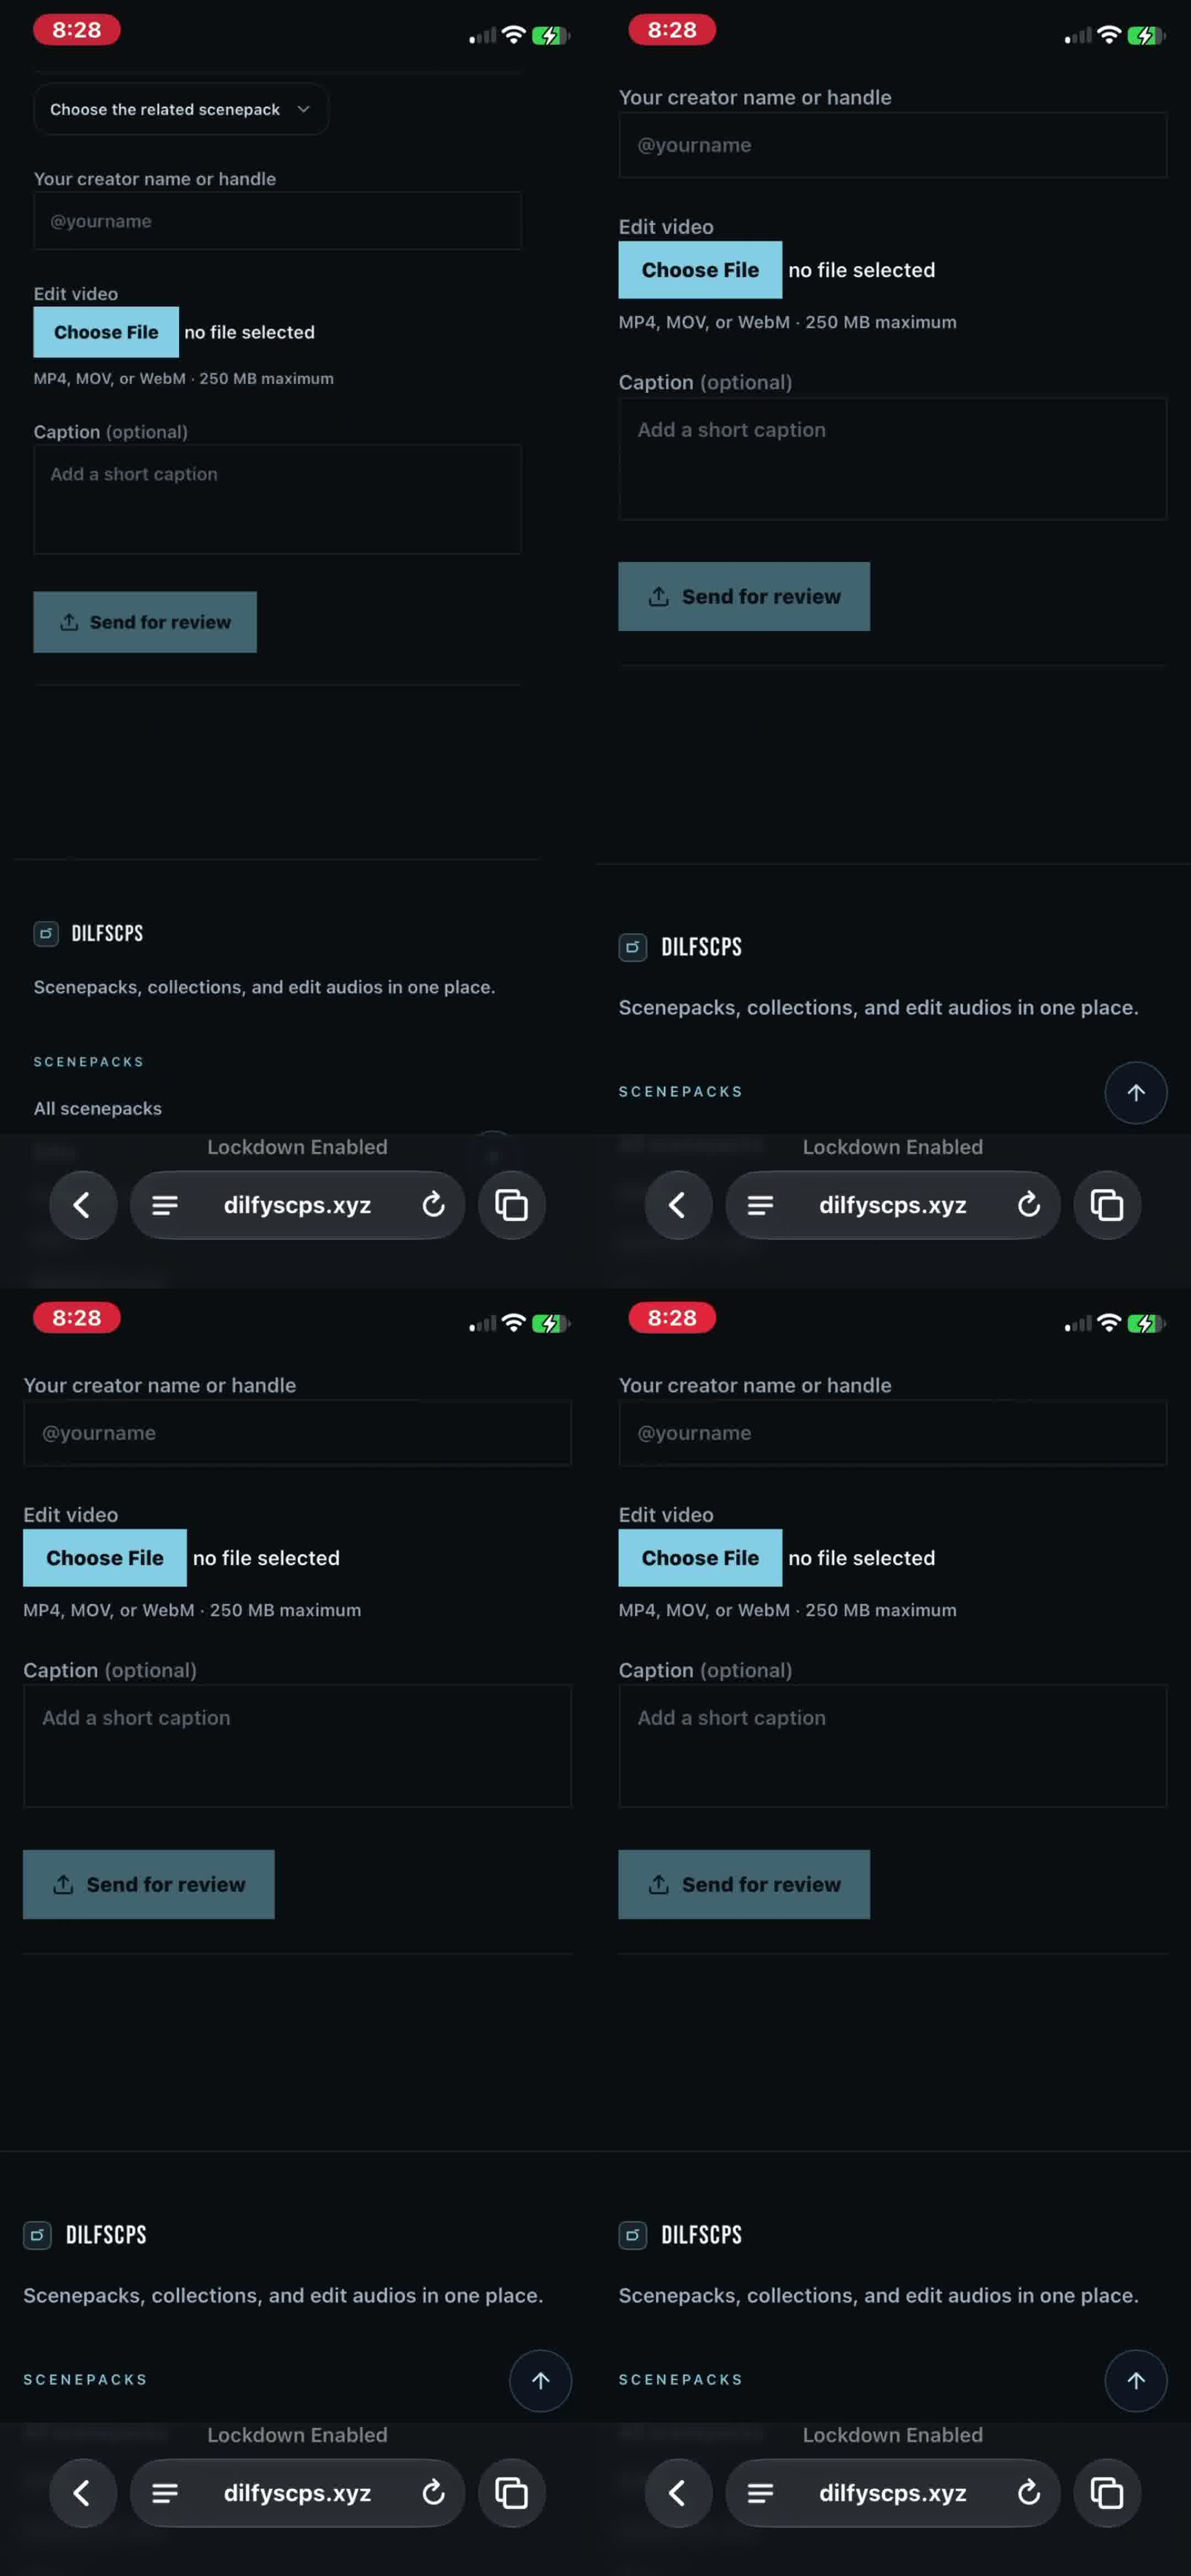 8:28
Choose the related scenepack
Your creator name or handle
@yourname
Edit video
Choose File no file selected
MP4, MOV, or WebM · 250 MB maximum
Caption (optional)
Add a short caption
Send for review
DILFSCPS
Scenepacks, collections, and edit audios in one place.
SCENEPACKS
All scenepacks
Lockdown Enabled
dilfyscps.xyz
8:28
Your creator name or handle
@yourname
Edit video
Choose File no file selected
MP4, MOV, or WebM · 250 MB maximum
Caption (optional)
Add a short caption
Send for review
DILFSCPS
Scenepacks, collections, and edit audios in one place.
SCENEPACKS
Lockdown Enabled
dilfyscps.xyz
8:28
Your creator name or handle
@yourname
Edit video
Choose File no file selected
MP4, MOV, or WebM · 250 MB maximum
Caption (optional)
Add a short caption
Send for review
DILFSCPS
Scenepacks, collections, and edit audios in one place.
SCENEPACKS
Lockdown Enabled
dilfyscps.xyz
8:28
Your creator name or handle
@yourname
Edit video
Choose File no file selected
MP4, MOV, or WebM · 250 MB maximum
Caption (optional)
Add a short caption
Send for review
DILFSCPS
Scenepacks, collections, and edit audios in one place.
SCENEPACKS
Lockdown Enabled
dilfyscps.xyz